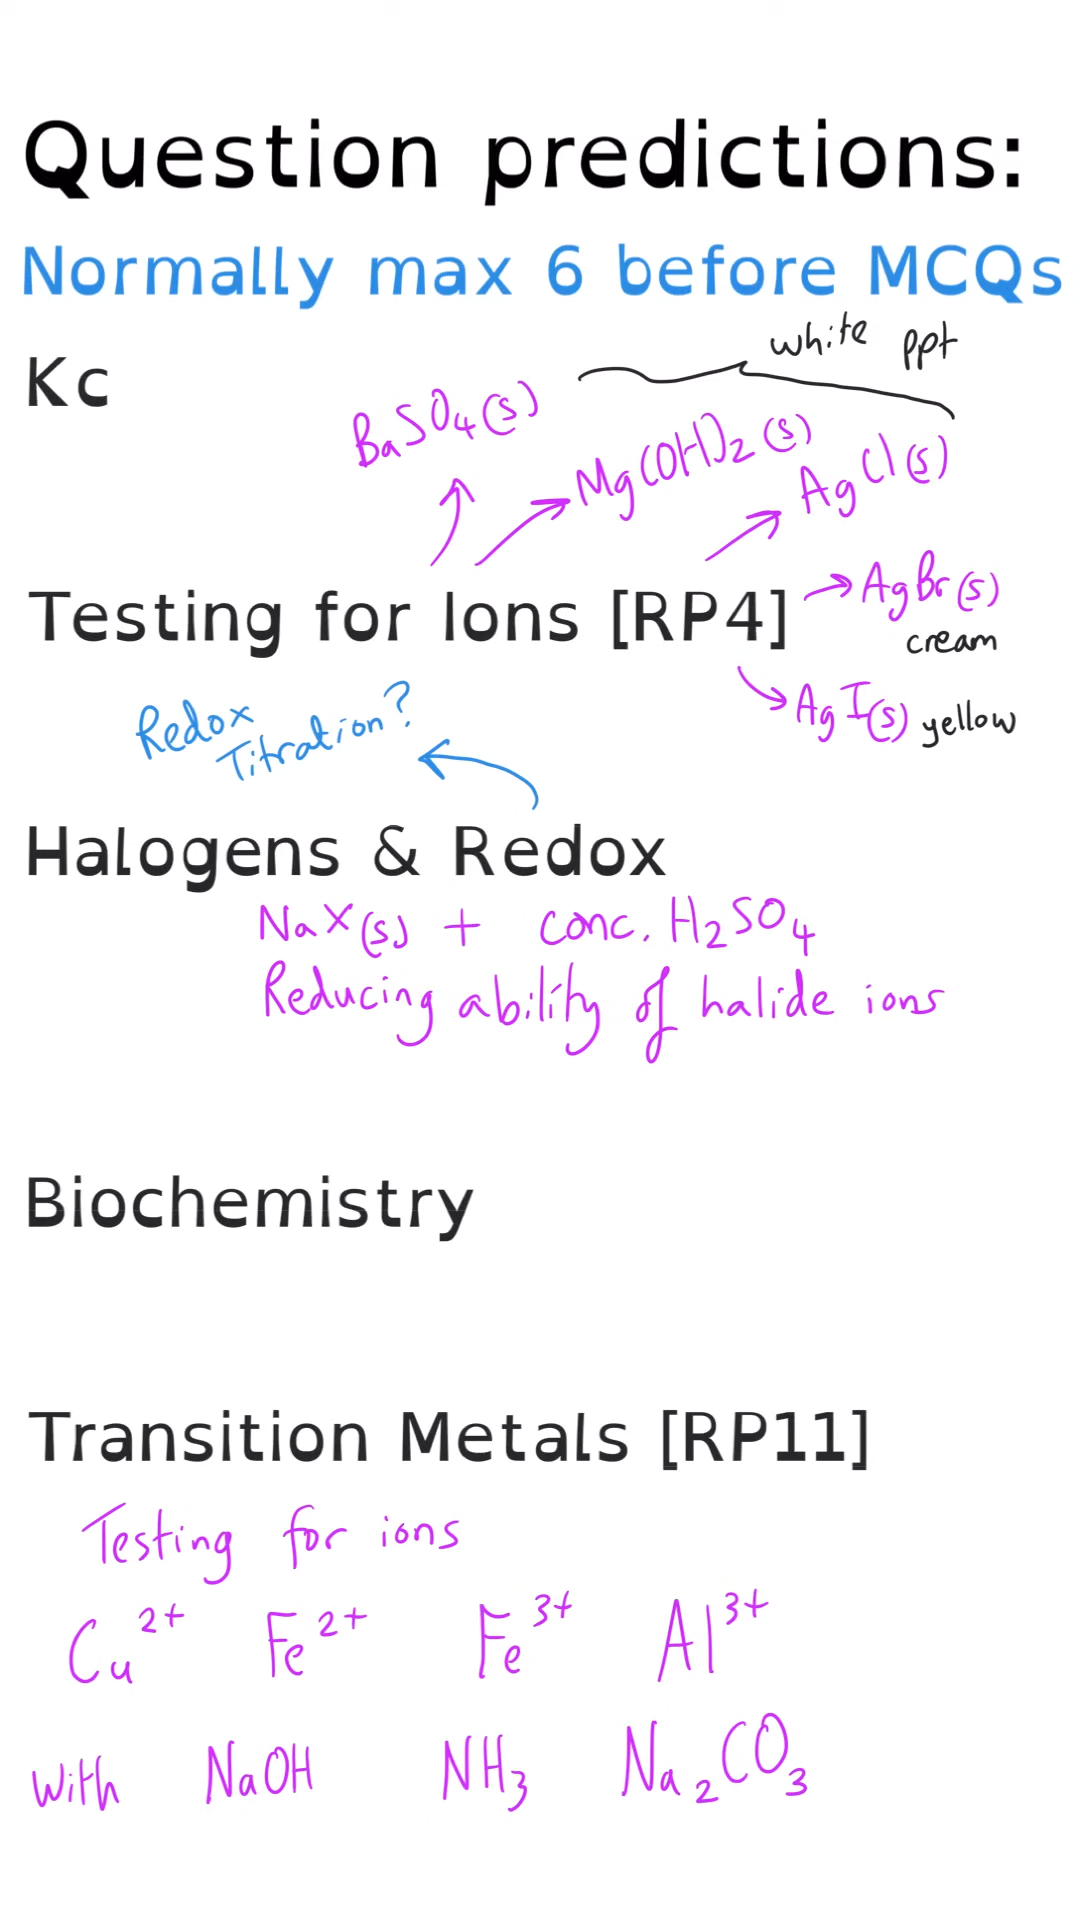 Question predictions:
Normally max 6 before MCQs
white ppt
Kc
BaSO4(s)
Mg(OH)2(s)
AgCl(s)
Testing for Ions [RP4]
AgBr(s)
cream
AgI(s) yellow
Redox
Titration?
Halogens & Redox
NaX(s) + conc. H2SO4
Reducing ability of halide ions
Biochemistry
Transition Metals [RP11]
Testing for ions
Cu2+ Fe2+ Fe3+ Al3+
with NaOH NH3 Na2CO3